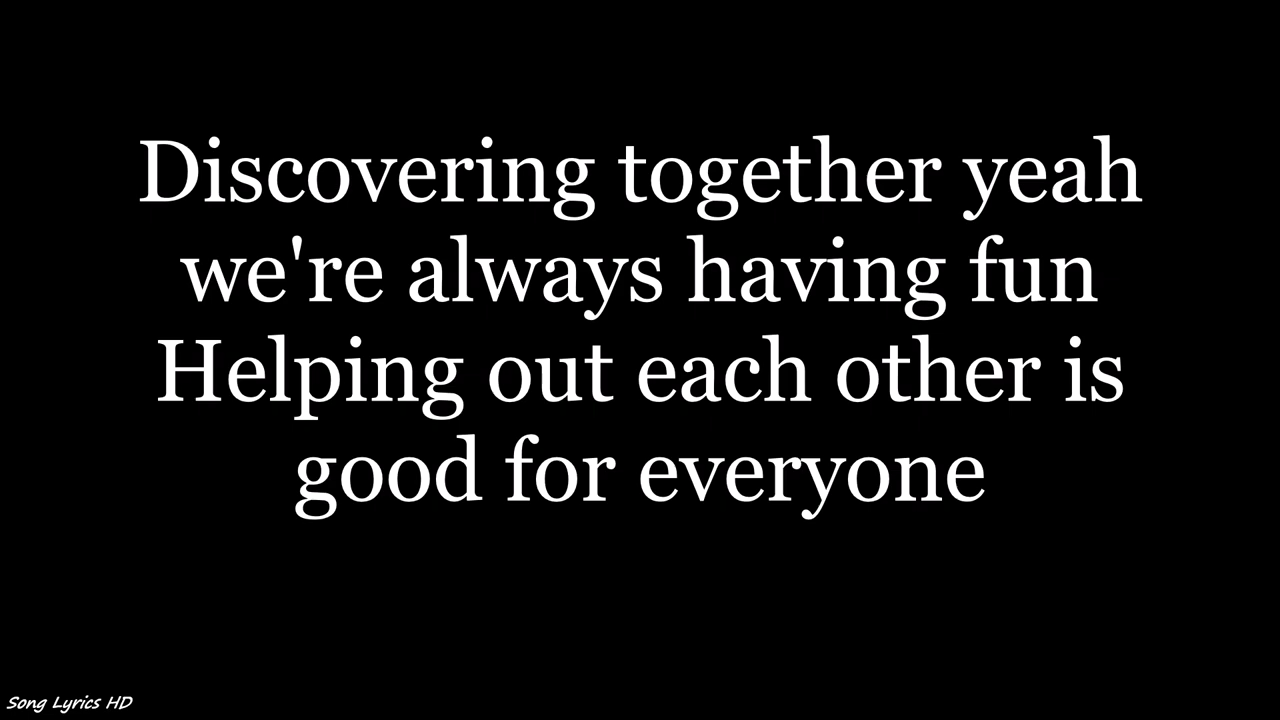 Discovering together yeah
we're always having fun
Helping out each other is
good for everyone
Song Lyrics HD